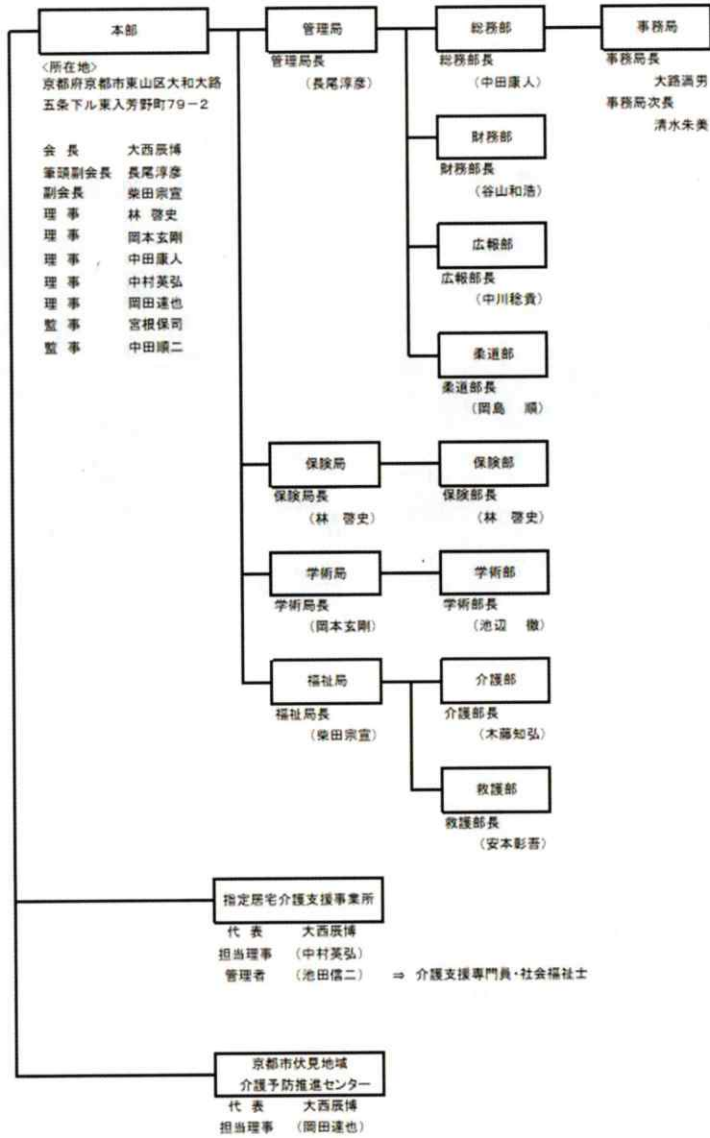 本部
管理局
総務部
事務局
〈所在地〉
京都府京都市東山区大和大路
五条下ル東入芳野町79-2
管理局長
(長尾淳彦)
総務部長
(中田康人)
事務局長
大路満男
事務局次長
清水朱美
会 長 大西辰博
筆頭副会長 長尾淳彦
副会長 柴田宗宣
理 事 林 啓史
理 事 岡本玄剛
理 事 中田康人
理 事 中村英弘
理 事 岡田達也
監 事 宮根保司
監 事 中田順二
財務部
財務部長
(谷山和浩)
広報部
広報部長
(中川稔貴)
柔道部
柔道部長
(岡島 順)
保険局
保険局長
(林 啓史)
保険部
保険部長
(林 啓史)
学術局
学術局長
(岡本玄剛)
学術部
学術部長
(池辺 徹)
福祉局
福祉局長
(柴田宗宣)
介護部
介護部長
(木藤知弘)
救護部
救護部長
(安本彰吾)
指定居宅介護支援事業所
代 表 大西辰博
担当理事 (中村英弘)
管理者 (池田信二) ⇒ 介護支援専門員・社会福祉士
京都市伏見地域
介護予防推進センター
代 表 大西辰博
担当理事 (岡田達也)